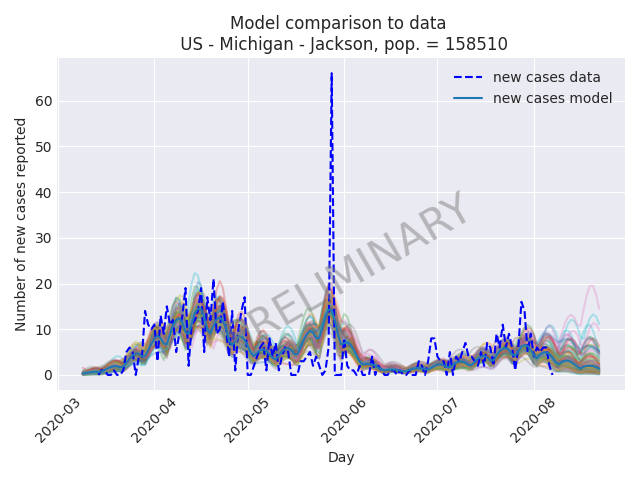 Model comparison to data
US - Michigan - Jackson, pop. = 158510
new cases data
new cases model
Number of new cases reported
60
50
40
30
20
10
0
PRELIMINARY
2020-03
2020-04
2020-05
2020-06
2020-07
2020-08
Day